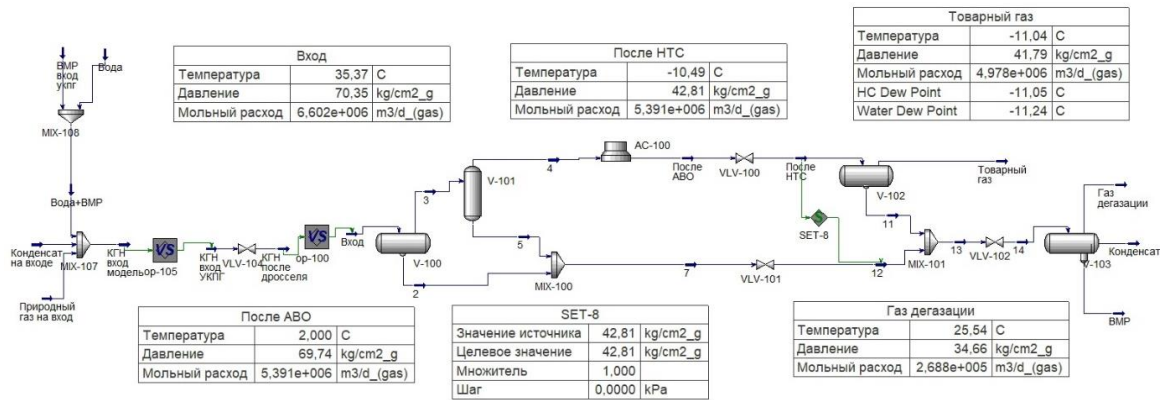 Товарный газ
Температура -11,04 C
Давление 41,79 kg/cm2_g
Мольный расход 4,978e+006 m3/d_(gas)
HC Dew Point -11,05 C
Water Dew Point -11,24 C
Вход
Температура 35,37 C
Давление 70,35 kg/cm2_g
Мольный расход 6,602e+006 m3/d_(gas)
После НТС
Температура -10,49 C
Давление 42,81 kg/cm2_g
Мольный расход 5,391e+006 m3/d_(gas)
ВМР
вход
укпг
Вода
MIX-108
Вода+ВМР
Конденсат
на входе
MIX-107
Природный
газ на вход
КГН
вход
модель
ор-105
КГН
вход
УКПГ
VLV-104
КГН
после
дросселя
ор-100
Вход
V-100
2
3
V-101
4
5
AC-100
После
АВО
VLV-100
После
НТС
V-102
Товарный
газ
11
SET-8
MIX-100
7
VLV-101
12
MIX-101
13
VLV-102
14
V-103
Газ
дегазации
Конденсат
ВМР
После АВО
Температура 2,000 C
Давление 69,74 kg/cm2_g
Мольный расход 5,391e+006 m3/d_(gas)
SET-8
Значение источника 42,81 kg/cm2_g
Целевое значение 42,81 kg/cm2_g
Множитель 1,000
Шаг 0,0000 kPa
Газ дегазации
Температура 25,54 C
Давление 34,66 kg/cm2_g
Мольный расход 2,688e+005 m3/d_(gas)